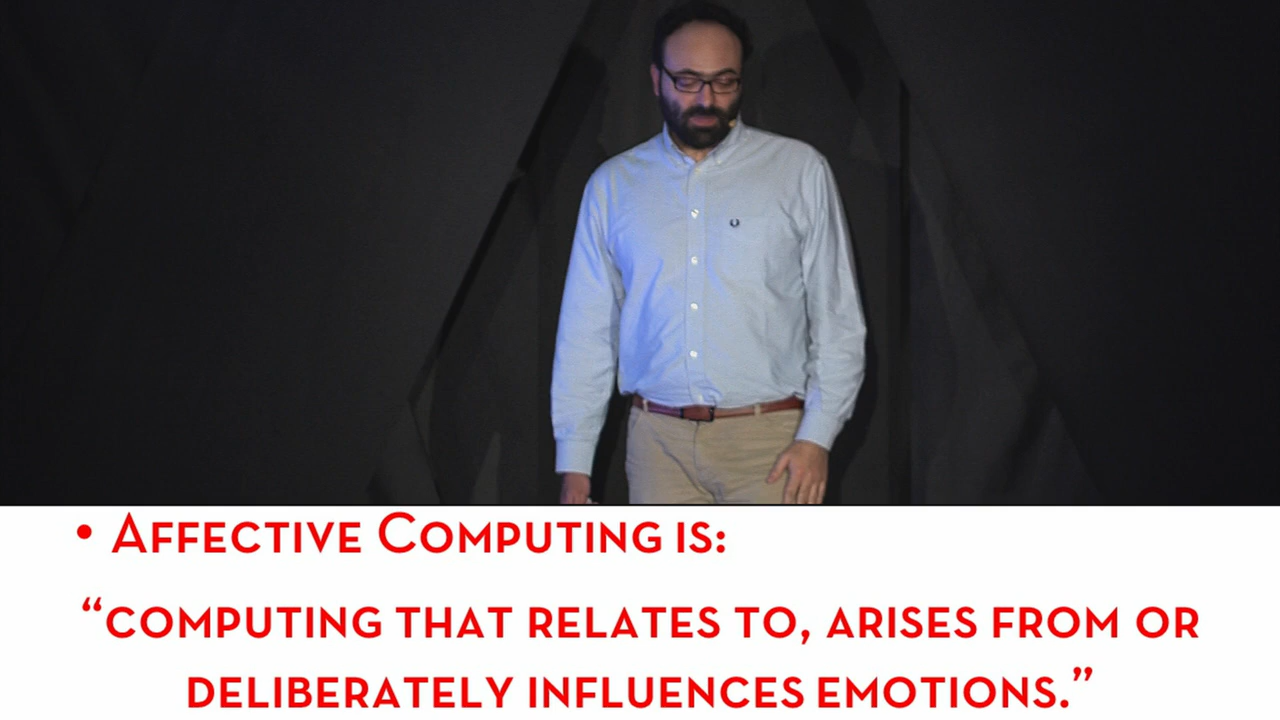 • Affective Computing is:
“computing that relates to, arises from or
deliberately influences emotions.”